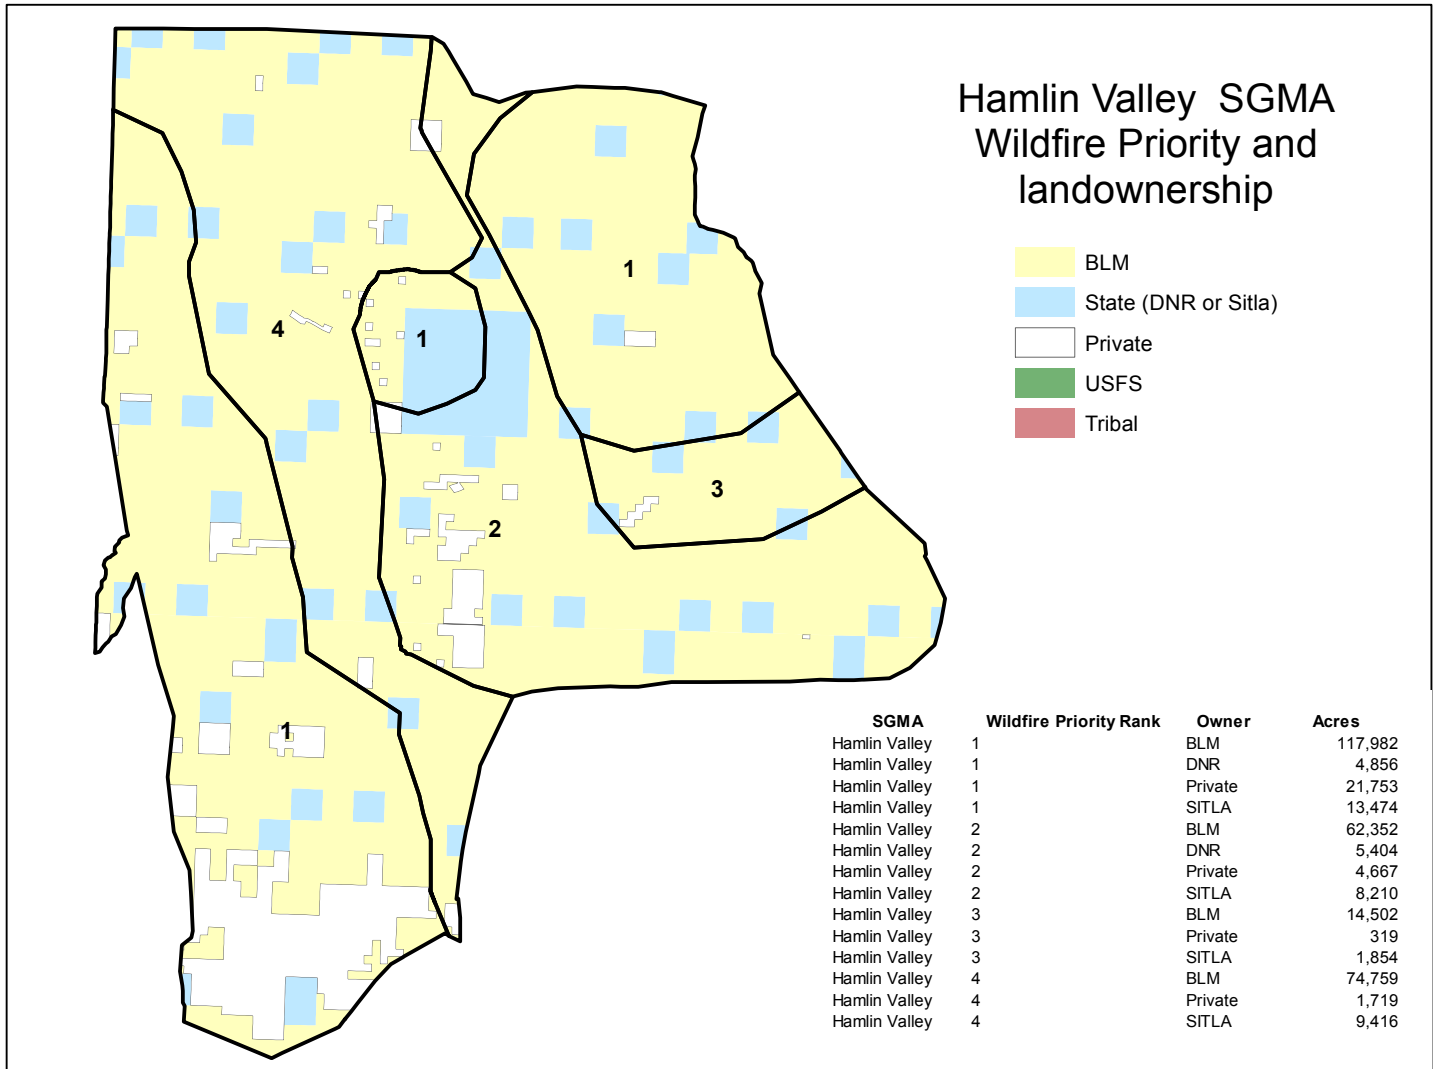 Hamlin Valley SGMA
Wildfire Priority and
landownership
BLM
State (DNR or Sitla)
Private
USFS
Tribal
1
4
1
3
2
1
SGMA Wildfire Priority Rank Owner Acres
Hamlin Valley 1 BLM 117,982
Hamlin Valley 1 DNR 4,856
Hamlin Valley 1 Private 21,753
Hamlin Valley 1 SITLA 13,474
Hamlin Valley 2 BLM 62,352
Hamlin Valley 2 DNR 5,404
Hamlin Valley 2 Private 4,667
Hamlin Valley 2 SITLA 8,210
Hamlin Valley 3 BLM 14,502
Hamlin Valley 3 Private 319
Hamlin Valley 3 SITLA 1,854
Hamlin Valley 4 BLM 74,759
Hamlin Valley 4 Private 1,719
Hamlin Valley 4 SITLA 9,416